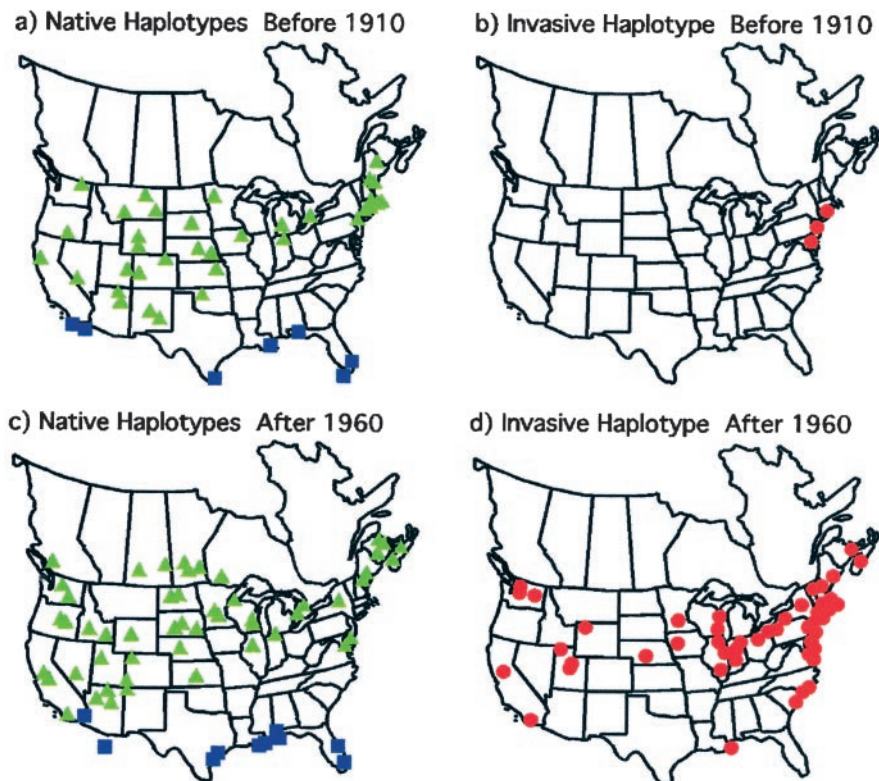 a) Native Haplotypes Before 1910
b) Invasive Haplotype Before 1910
c) Native Haplotypes After 1960
d) Invasive Haplotype After 1960